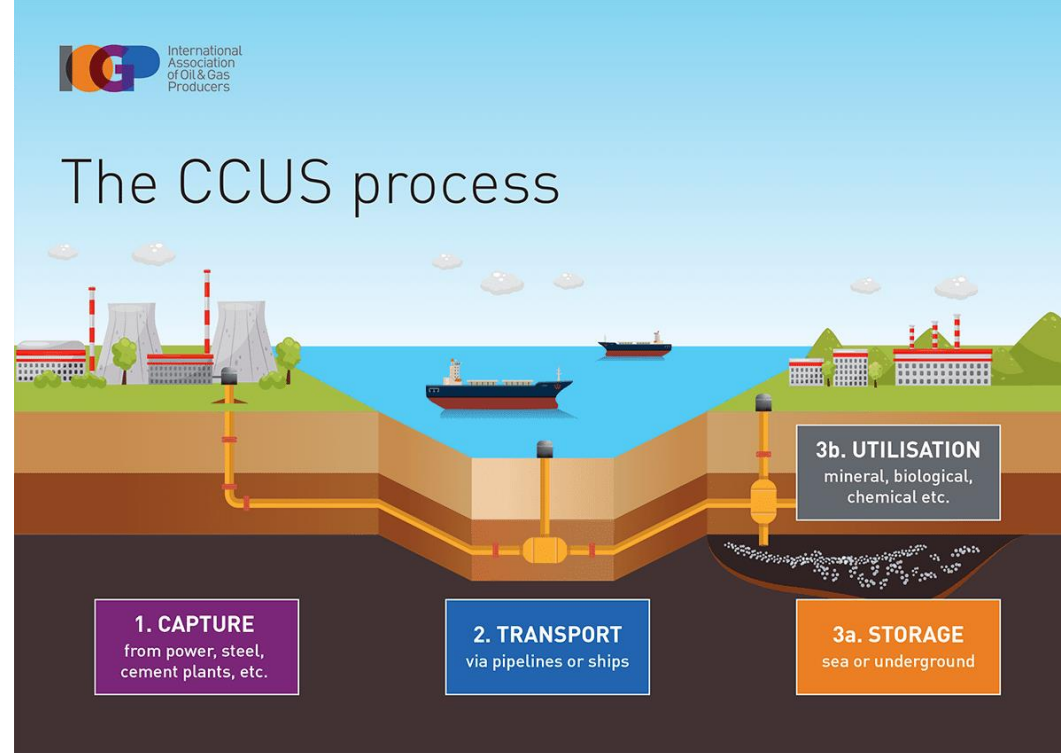 IOGP
International
Association
of Oil & Gas
Producers
The CCUS process
1. CAPTURE
from power, steel,
cement plants, etc.
2. TRANSPORT
via pipelines or ships
3b. UTILISATION
mineral, biological,
chemical etc.
3a. STORAGE
sea or underground